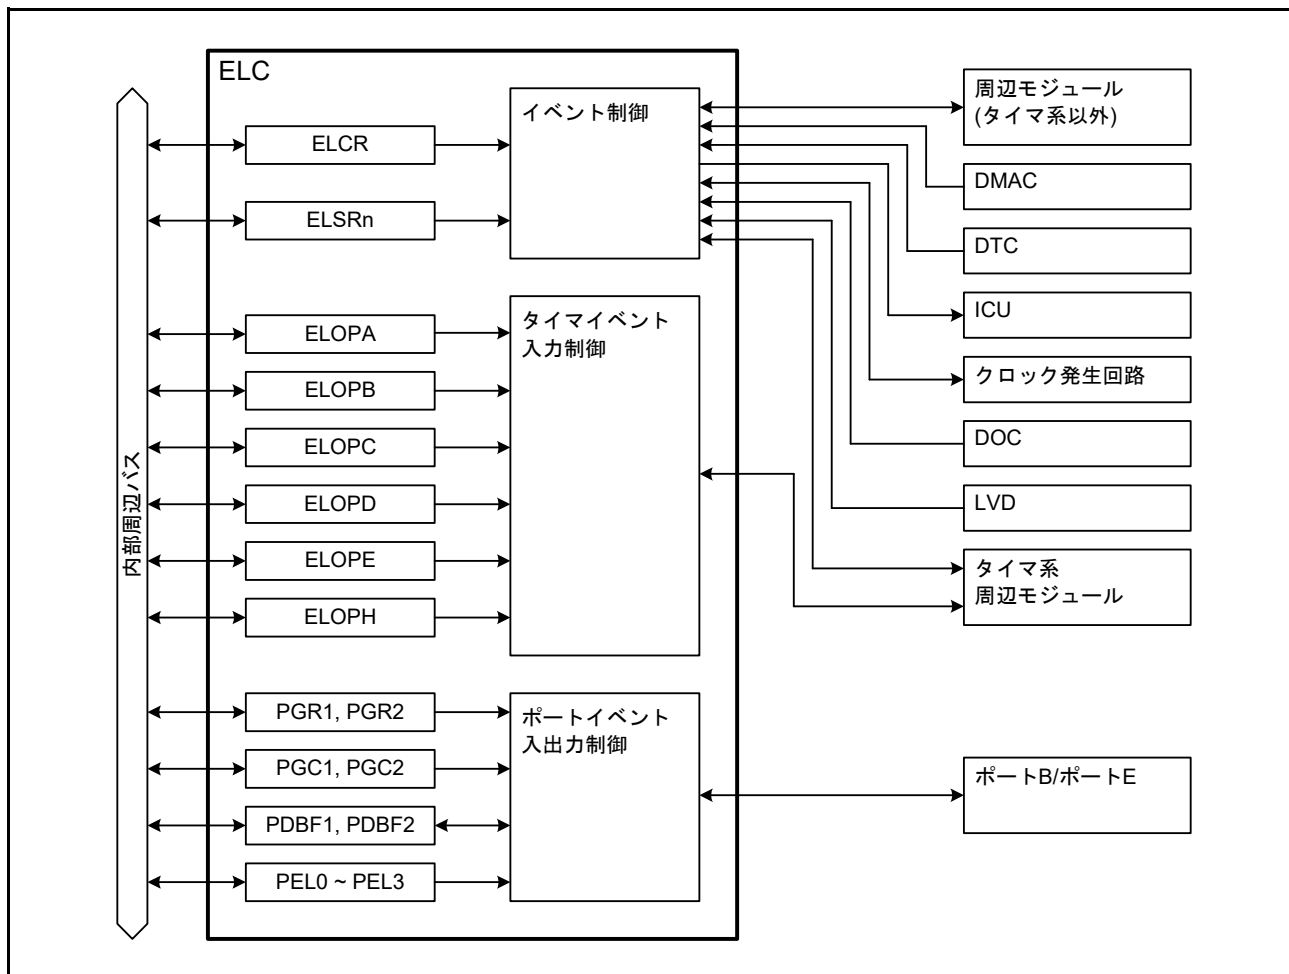 ELC
内部周辺バス
ELCR
ELSRn
ELOPA
ELOPB
ELOPC
ELOPD
ELOPE
ELOPH
PGR1, PGR2
PGC1, PGC2
PDBF1, PDBF2
PEL0 ~ PEL3
イベント制御
タイマイベント
入力制御
ポートイベント
入出力制御
周辺モジュール
(タイマ系以外)
DMAC
DTC
ICU
クロック発生回路
DOC
LVD
タイマ系
周辺モジュール
ポートB/ポートE